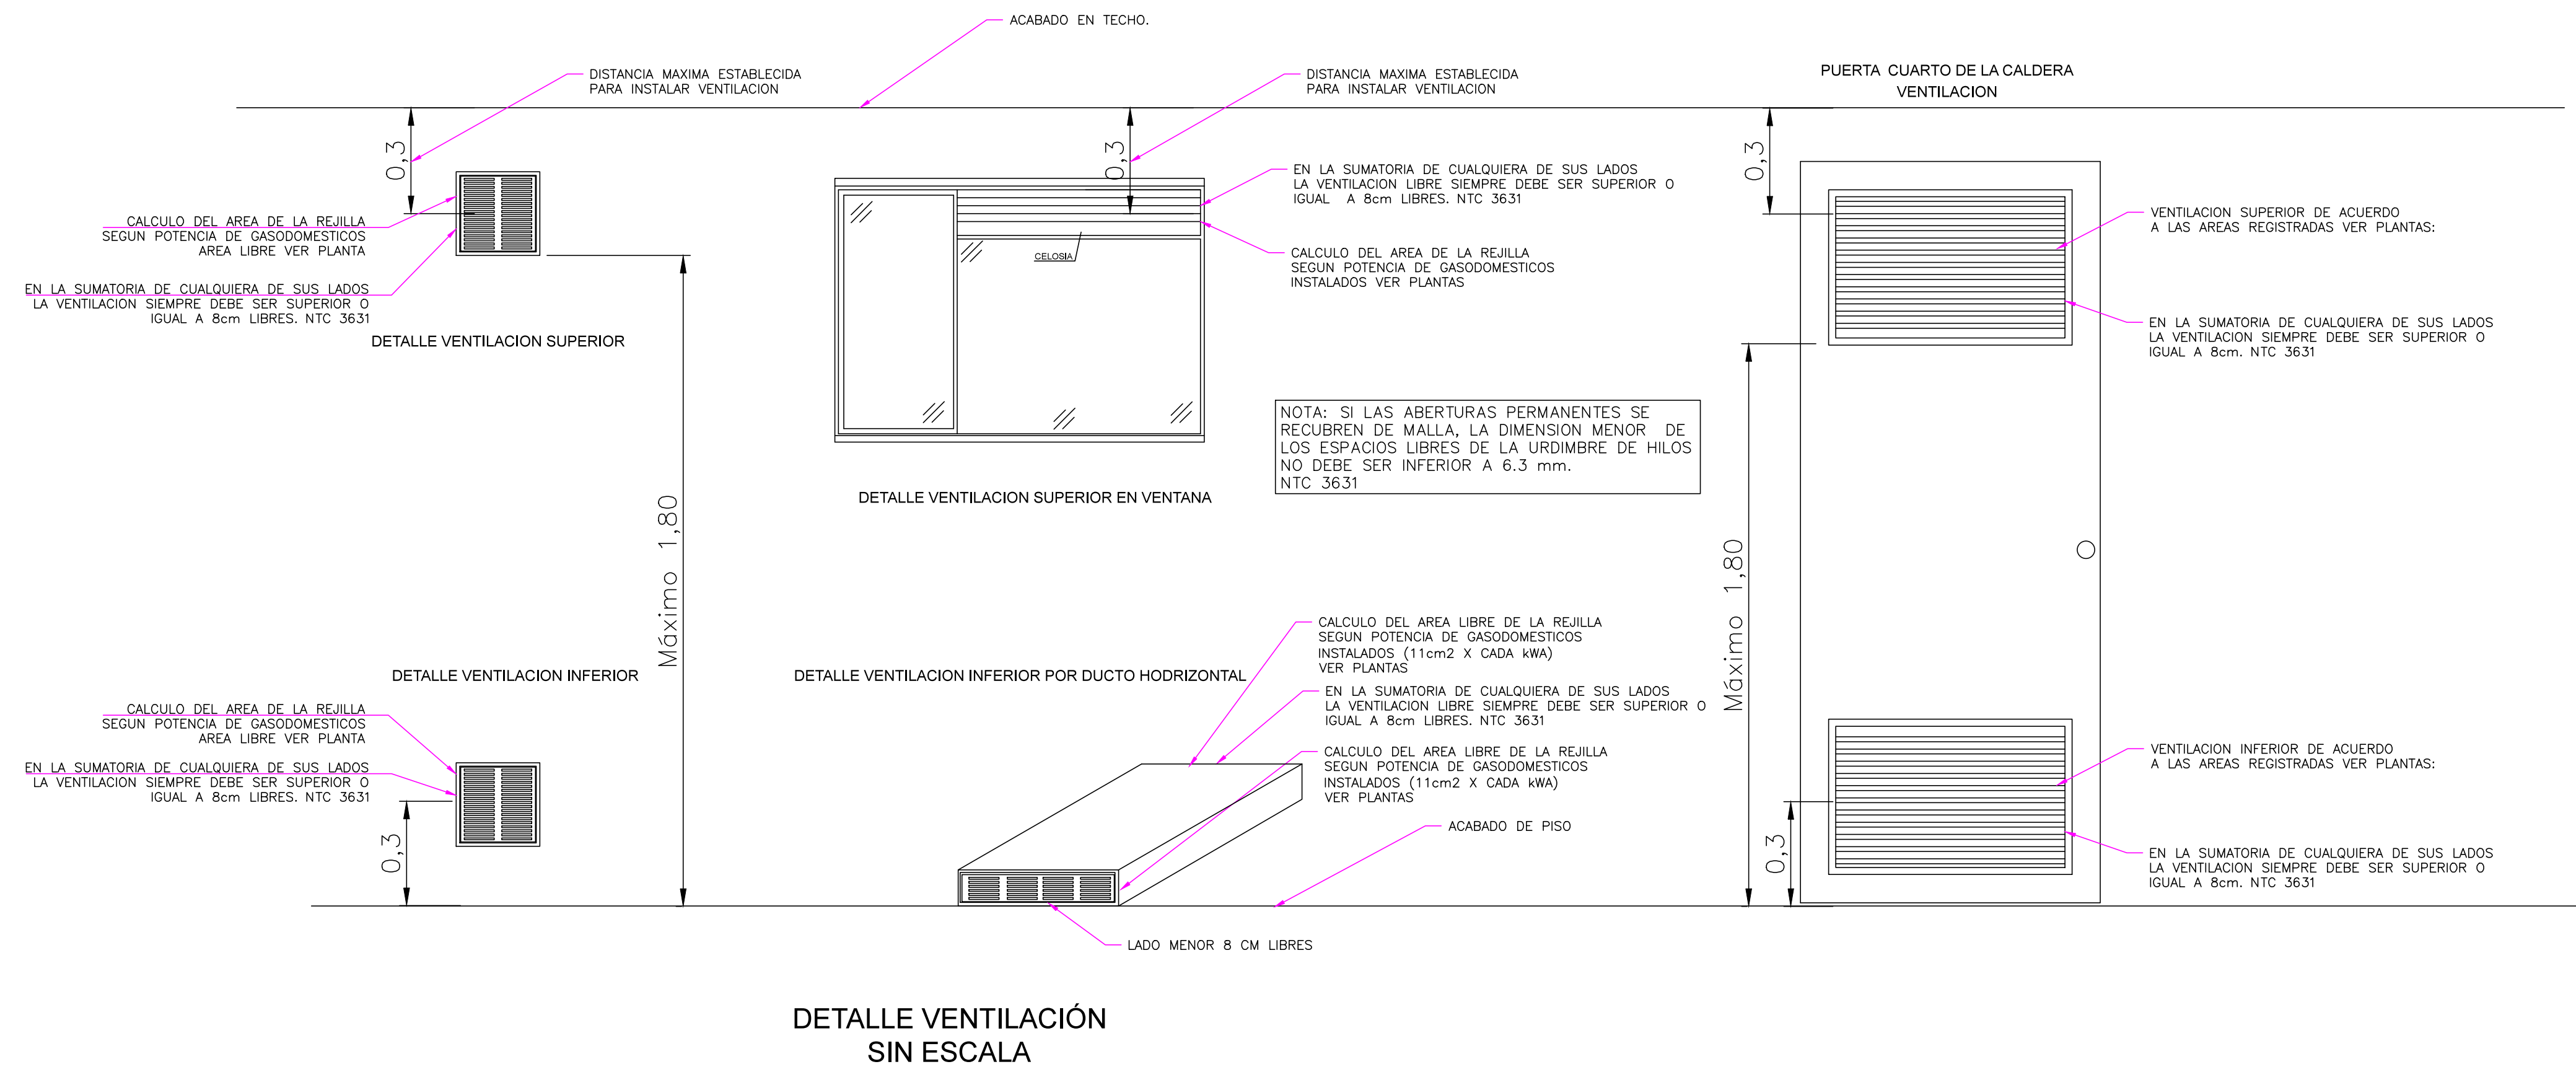 ACABADO EN TECHO.
DISTANCIA MAXIMA ESTABLECIDA
PARA INSTALAR VENTILACION
DISTANCIA MAXIMA ESTABLECIDA
PARA INSTALAR VENTILACION
PUERTA CUARTO DE LA CALDERA
VENTILACION
0,3
0,3
0,3
CALCULO DEL AREA DE LA REJILLA
SEGUN POTENCIA DE GASODOMESTICOS
AREA LIBRE VER PLANTA
EN LA SUMATORIA DE CUALQUIERA DE SUS LADOS
LA VENTILACION SIEMPRE DEBE SER SUPERIOR O
IGUAL A 8cm LIBRES. NTC 3631
DETALLE VENTILACION SUPERIOR
EN LA SUMATORIA DE CUALQUIERA DE SUS LADOS
LA VENTILACION LIBRE SIEMPRE DEBE SER SUPERIOR O
IGUAL A 8cm LIBRES. NTC 3631
CELOSIA
CALCULO DEL AREA DE LA REJILLA
SEGUN POTENCIA DE GASODOMESTICOS
INSTALADOS VER PLANTAS
VENTILACION SUPERIOR DE ACUERDO
A LAS AREAS REGISTRADAS VER PLANTAS:
EN LA SUMATORIA DE CUALQUIERA DE SUS LADOS
LA VENTILACION SIEMPRE DEBE SER SUPERIOR O
IGUAL A 8cm. NTC 3631
NOTA: SI LAS ABERTURAS PERMANENTES SE
RECUBREN DE MALLA, LA DIMENSION MENOR DE
LOS ESPACIOS LIBRES DE LA URDIMBRE DE HILOS
NO DEBE SER INFERIOR A 6.3 mm.
NTC 3631
DETALLE VENTILACION SUPERIOR EN VENTANA
Máximo 1,80
Máximo 1,80
DETALLE VENTILACION INFERIOR
CALCULO DEL AREA DE LA REJILLA
SEGUN POTENCIA DE GASODOMESTICOS
AREA LIBRE VER PLANTA
EN LA SUMATORIA DE CUALQUIERA DE SUS LADOS
LA VENTILACION SIEMPRE DEBE SER SUPERIOR O
IGUAL A 8cm LIBRES. NTC 3631
0,3
DETALLE VENTILACION INFERIOR POR DUCTO HODRIZONTAL
CALCULO DEL AREA LIBRE DE LA REJILLA
SEGUN POTENCIA DE GASODOMESTICOS
INSTALADOS (11cm2 X CADA kWA)
VER PLANTAS
EN LA SUMATORIA DE CUALQUIERA DE SUS LADOS
LA VENTILACION LIBRE SIEMPRE DEBE SER SUPERIOR O
IGUAL A 8cm LIBRES. NTC 3631
CALCULO DEL AREA LIBRE DE LA REJILLA
SEGUN POTENCIA DE GASODOMESTICOS
INSTALADOS (11cm2 X CADA kWA)
VER PLANTAS
ACABADO DE PISO
LADO MENOR 8 CM LIBRES
VENTILACION INFERIOR DE ACUERDO
A LAS AREAS REGISTRADAS VER PLANTAS:
0,3
EN LA SUMATORIA DE CUALQUIERA DE SUS LADOS
LA VENTILACION SIEMPRE DEBE SER SUPERIOR O
IGUAL A 8cm. NTC 3631
DETALLE VENTILACIÓN
SIN ESCALA